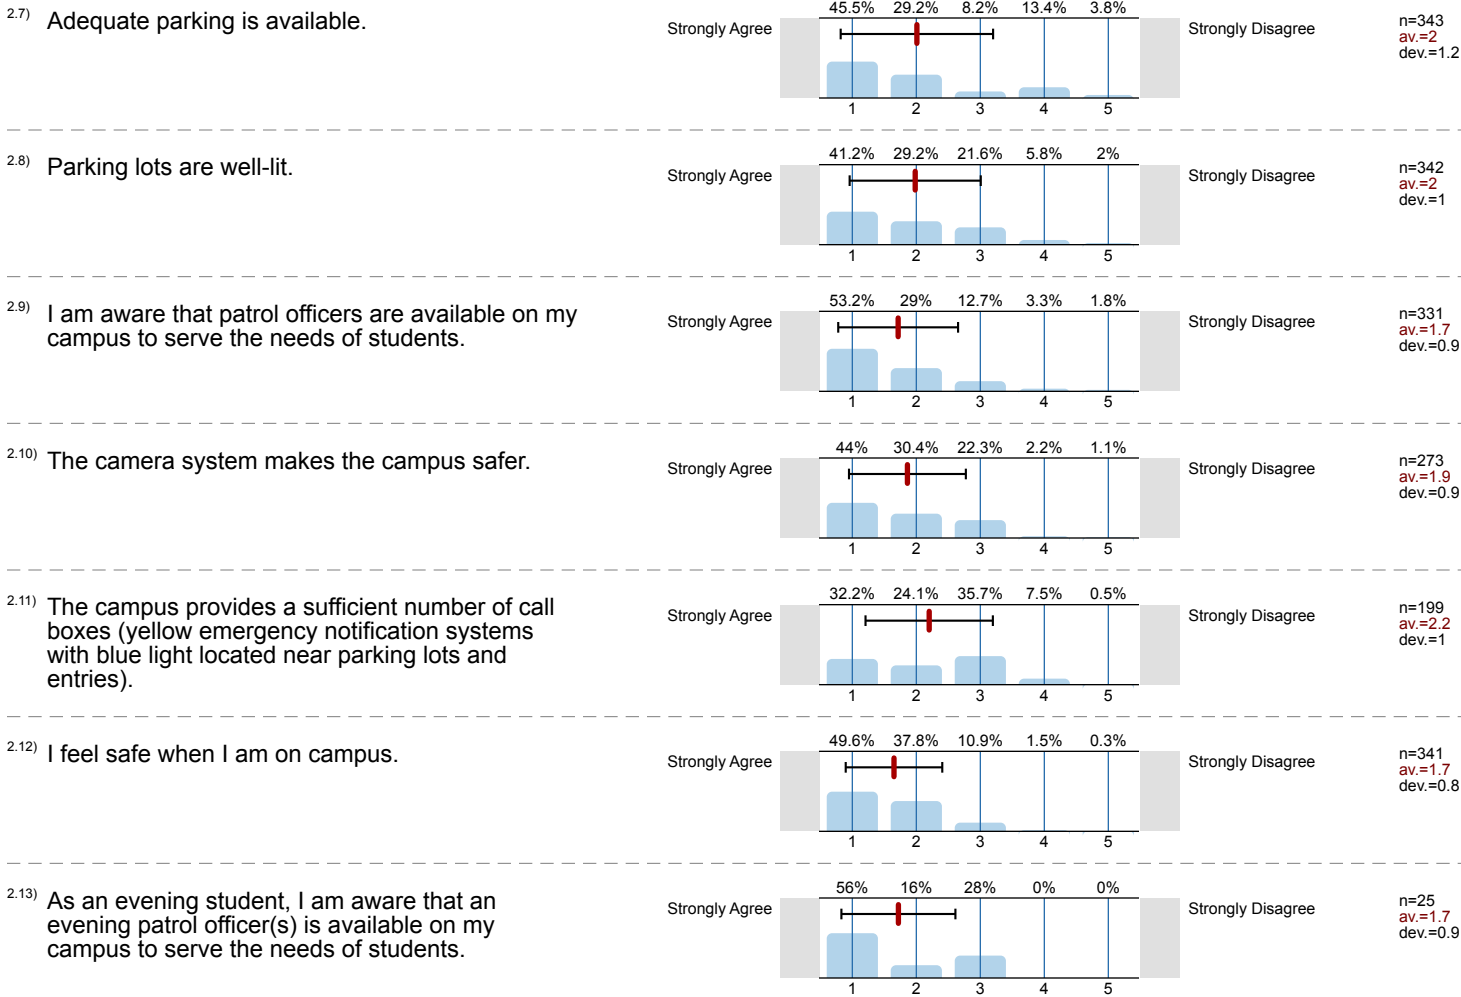 2.7) Adequate parking is available.
45.5% 29.2% 8.2% 13.4% 3.8%
Strongly Agree Strongly Disagree
n=343
av.=2
dev.=1.2
1 2 3 4 5
2.8) Parking lots are well-lit.
41.2% 29.2% 21.6% 5.8% 2%
Strongly Agree Strongly Disagree
n=342
av.=2
dev.=1
1 2 3 4 5
2.9) I am aware that patrol officers are available on my
campus to serve the needs of students.
53.2% 29% 12.7% 3.3% 1.8%
Strongly Agree Strongly Disagree
n=331
av.=1.7
dev.=0.9
1 2 3 4 5
2.10) The camera system makes the campus safer.
44% 30.4% 22.3% 2.2% 1.1%
Strongly Agree Strongly Disagree
n=273
av.=1.9
dev.=0.9
1 2 3 4 5
2.11) The campus provides a sufficient number of call
boxes (yellow emergency notification systems
with blue light located near parking lots and
entries).
32.2% 24.1% 35.7% 7.5% 0.5%
Strongly Agree Strongly Disagree
n=199
av.=2.2
dev.=1
1 2 3 4 5
2.12) I feel safe when I am on campus.
49.6% 37.8% 10.9% 1.5% 0.3%
Strongly Agree Strongly Disagree
n=341
av.=1.7
dev.=0.8
1 2 3 4 5
2.13) As an evening student, I am aware that an
evening patrol officer(s) is available on my
campus to serve the needs of students.
56% 16% 28% 0% 0%
Strongly Agree Strongly Disagree
n=25
av.=1.7
dev.=0.9
1 2 3 4 5